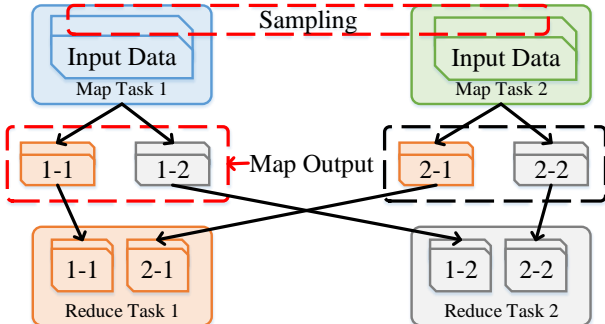 Sampling
Input Data Input Data
Map Task 1 Map Task 2
1-1 1-2 Map Output 2-1 2-2
1-1 2-1 1-2 2-2
Reduce Task 1 Reduce Task 2